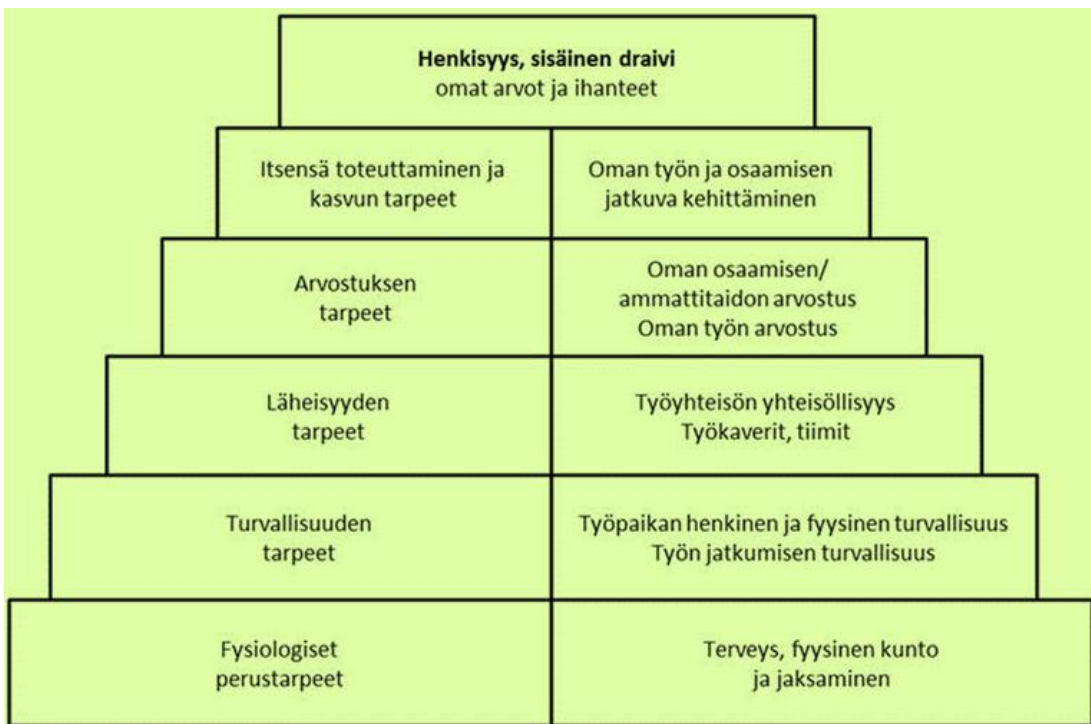 Henkisyys, sisäinen draivi
omat arvot ja ihanteet
Itsensä toteuttaminen ja
kasvun tarpeet
Oman työn ja osaamisen
jatkuva kehittäminen
Arvostuksen
tarpeet
Oman osaamisen/
ammattitaidon arvostus
Oman työn arvostus
Läheisyyden
tarpeet
Työyhteisön yhteisöllisyys
Työkaverit, tiimit
Turvallisuuden
tarpeet
Työpaikan henkinen ja fyysinen turvallisuus
Työn jatkumisen turvallisuus
Fysiologiset
perustarpeet
Terveys, fyysinen kunto
ja jaksaminen